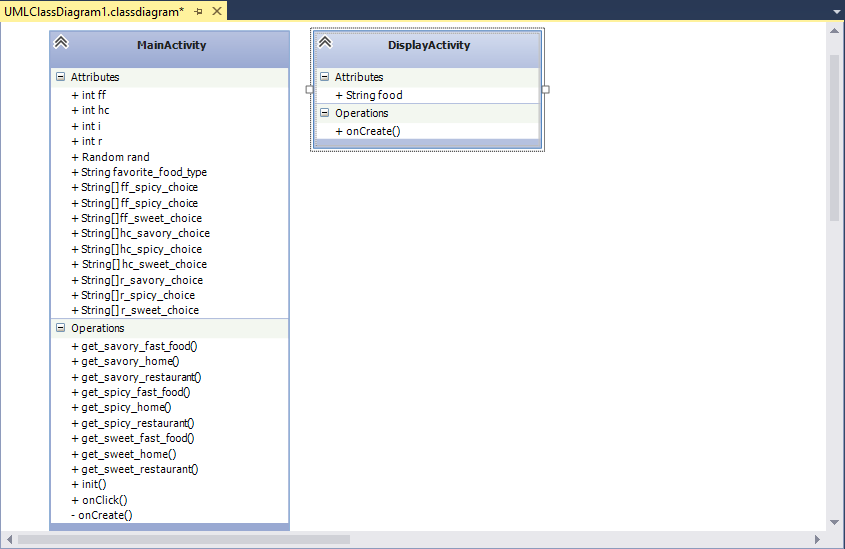 UMLClassDiagram1.classdiagram*
MainActivity
Attributes
+ int ff
+ int hc
+ int i
+ int r
+ Random rand
+ String favorite_food_type
+ String[] ff_spicy_choice
+ String[] ff_spicy_choice
+ String[] ff_sweet_choice
+ String[] hc_savory_choice
+ String[] hc_spicy_choice
+ String[] hc_sweet_choice
+ String[] r_savory_choice
+ String[] r_spicy_choice
+ String[] r_sweet_choice
Operations
+ get_savory_fast_food()
+ get_savory_home()
+ get_savory_restaurant()
+ get_spicy_fast_food()
+ get_spicy_home()
+ get_spicy_restaurant()
+ get_sweet_fast_food()
+ get_sweet_home()
+ get_sweet_restaurant()
+ init()
+ onClick()
- onCreate()
DisplayActivity
Attributes
+ String food
Operations
+ onCreate()